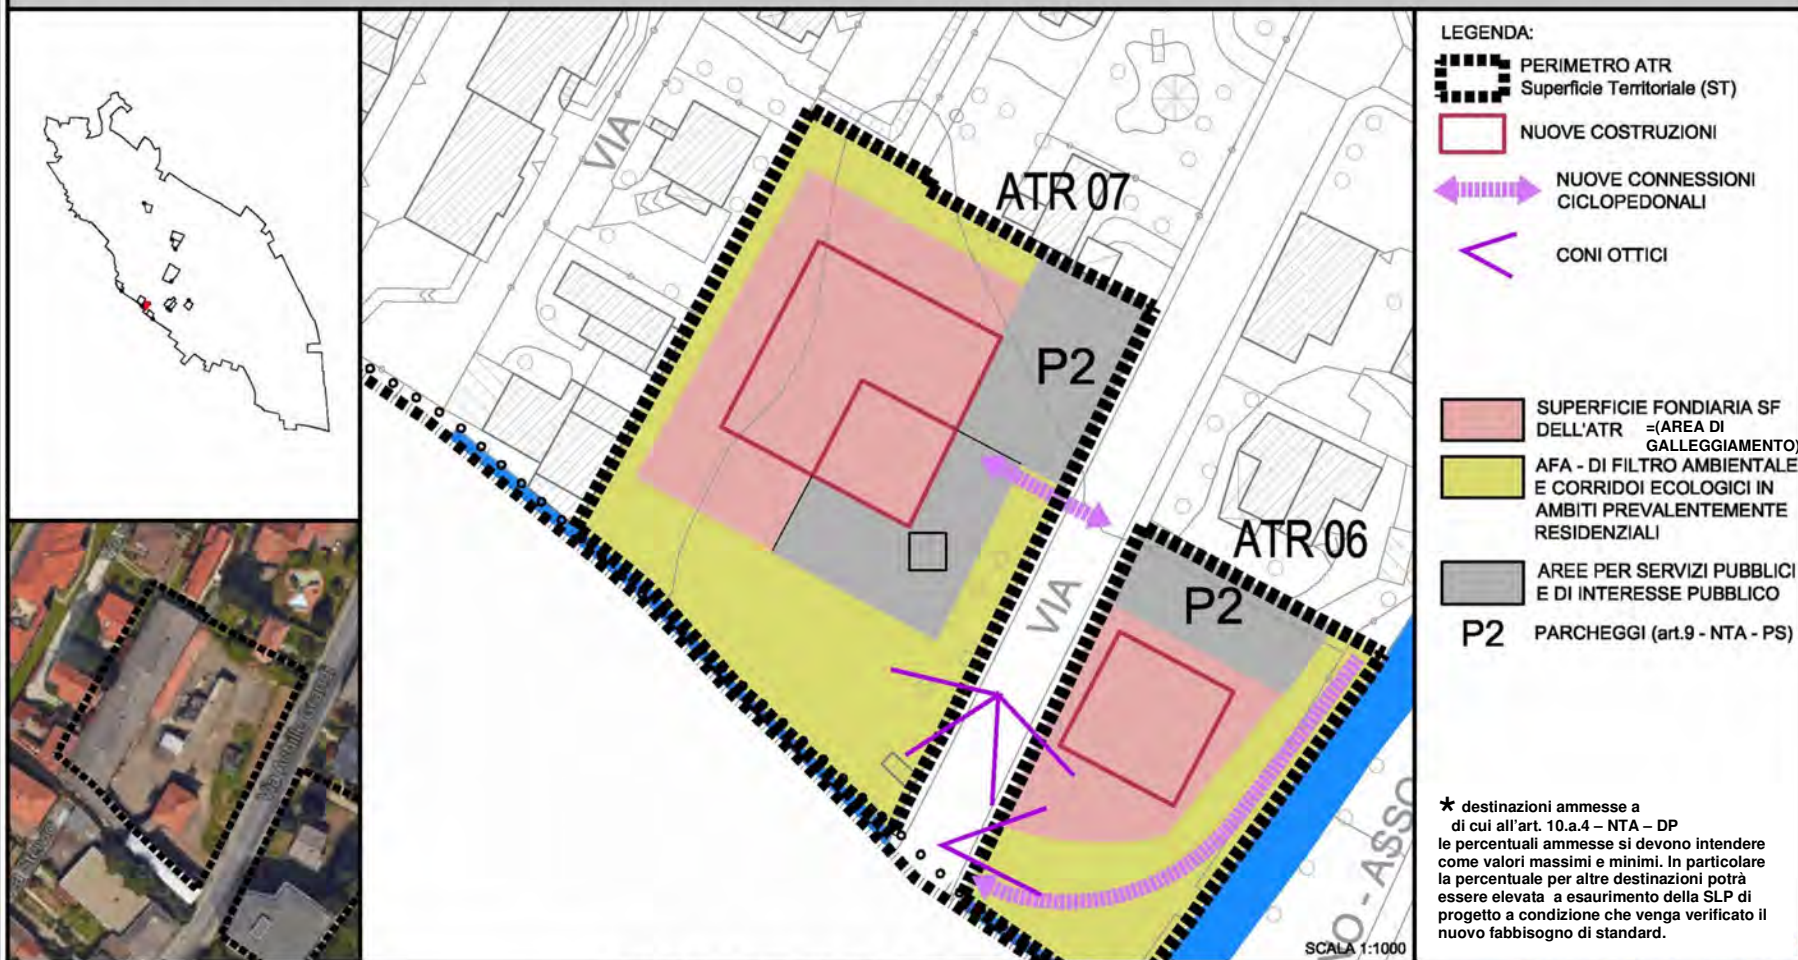 VIA
ATR 07
P2
VIA
ATR 06
P2
SCALA 1:1000
LEGENDA:
PERIMETRO ATR
Superficie Territoriale (ST)
NUOVE COSTRUZIONI
NUOVE CONNESSIONI
CICLOPEDONALI
CONI OTTICI
SUPERFICIE FONDIARIA SF
DELL'ATR =(AREA DI
GALLEGGIAMENTO)
AFA - DI FILTRO AMBIENTALE
E CORRIDOI ECOLOGICI IN
AMBITI PREVALENTEMENTE
RESIDENZIALI
AREE PER SERVIZI PUBBLICI
E DI INTERESSE PUBBLICO
P2 PARCHEGGI (art.9 - NTA - PS)
* destinazioni ammesse a
di cui all'art. 10.a.4 – NTA – DP
le percentuali ammesse si devono intendere
come valori massimi e minimi. In particolare
la percentuale per altre destinazioni potrà
essere elevata a esaurimento della SLP di
progetto a condizione che venga verificato il
nuovo fabbisogno di standard.